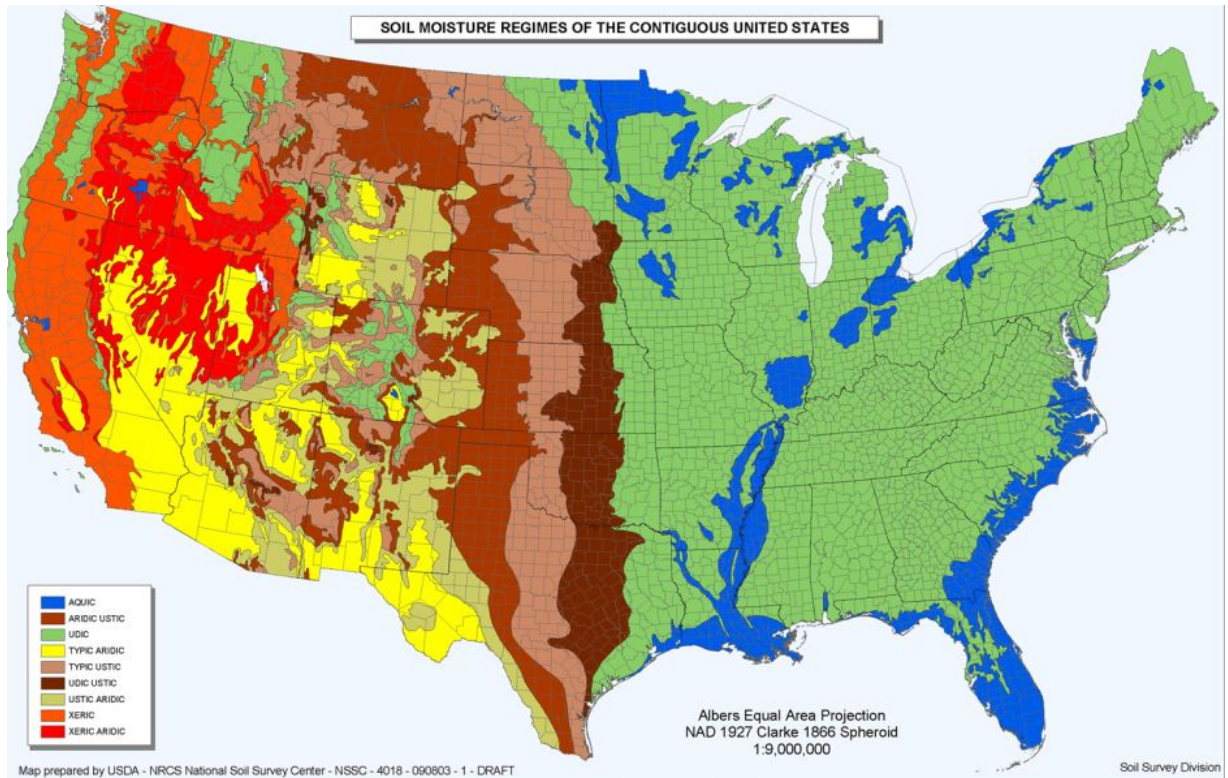 SOIL MOISTURE REGIMES OF THE CONTIGUOUS UNITED STATES
AQUIC
ARIDIC USTIC
UDIC
TYPIC ARIDIC
TYPIC USTIC
UDIC USTIC
USTIC ARIDIC
XERIC
XERIC ARIDIC
Albers Equal Area Projection
NAD 1927 Clarke 1866 Spheroid
1:9,000,000
Map prepared by USDA - NRCS National Soil Survey Center - NSSC - 4018 - 090803 - 1 - DRAFT
Soil Survey Division